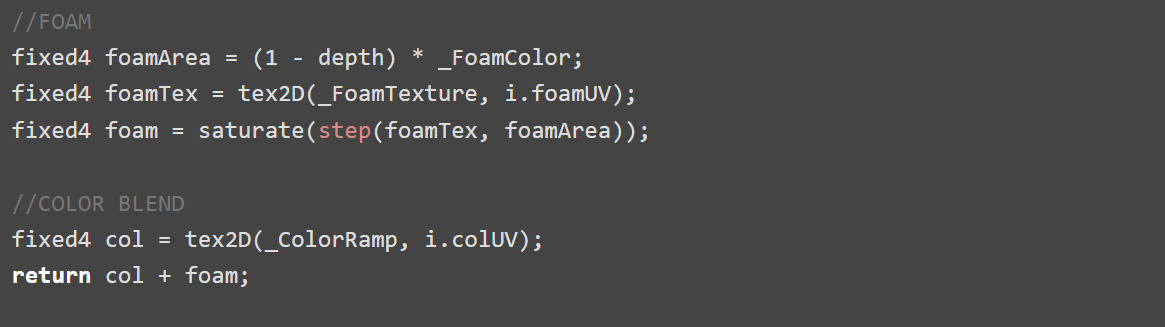 //FOAM
fixed4 foamArea = (1 - depth) * _FoamColor;
fixed4 foamTex = tex2D(_FoamTexture, i.foamUV);
fixed4 foam = saturate(step(foamTex, foamArea));
//COLOR BLEND
fixed4 col = tex2D(_ColorRamp, i.colUV);
return col + foam;